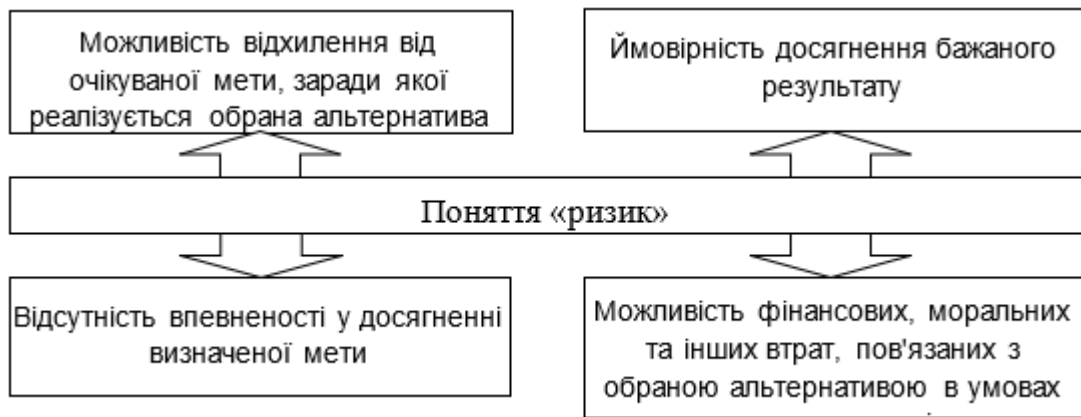 Можливість відхилення від
очікуваної мети, заради якої
реалізується обрана альтернатива
Ймовірність досягнення бажаного
результату
Поняття «ризик»
Відсутність впевненості у досягненні
визначеної мети
Можливість фінансових, моральних
та інших втрат, пов'язаних з
обраною альтернативою в умовах